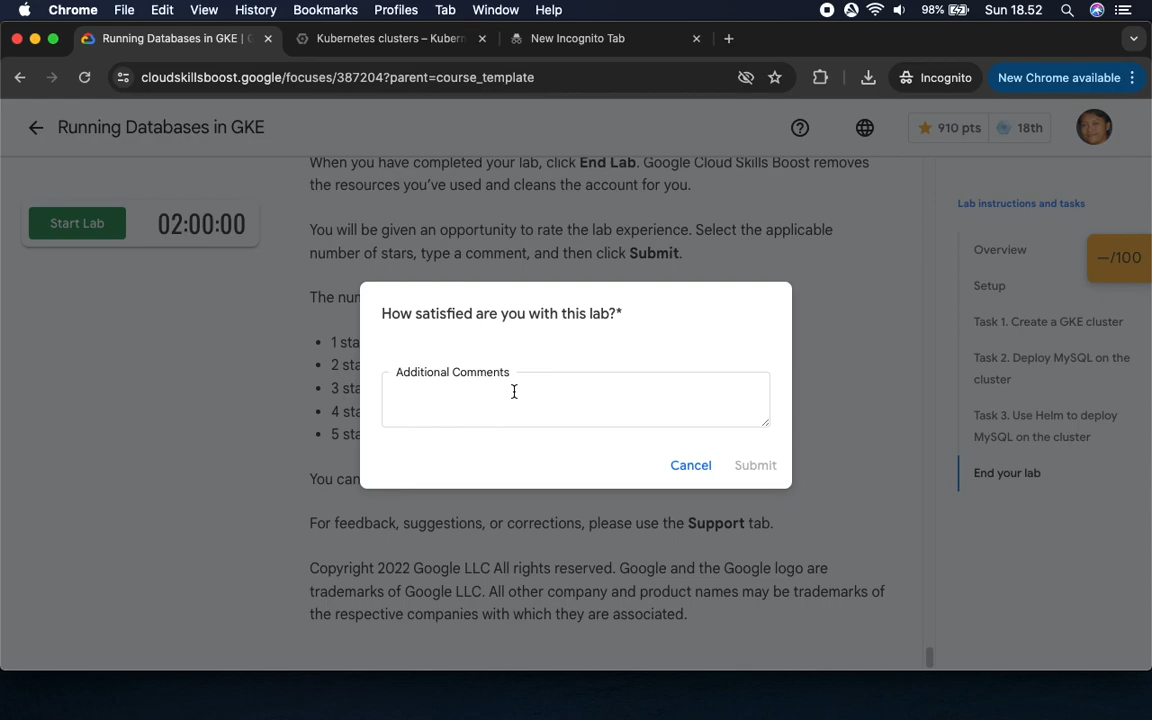 Chrome File Edit View History Bookmarks Profiles Tab Window Help 98% Sun 18.52
Running Databases in GKE | Kubernetes clusters – Kubern New Incognito Tab
cloudskillsboost.google/focuses/387204?parent=course_template Incognito New Chrome available
Running Databases in GKE 910 pts 18th
When you have completed your lab, click End Lab. Google Cloud Skills Boost removes
the resources you've used and cleans the account for you.
Start Lab 02:00:00
You will be given an opportunity to rate the lab experience. Select the applicable
number of stars, type a comment, and then click Submit.
The num
• 1 sta
• 2 sta
• 3 sta
• 4 sta
• 5 sta
You can
How satisfied are you with this lab?*
Additional Comments
Cancel Submit
For feedback, suggestions, or corrections, please use the Support tab.
Copyright 2022 Google LLC All rights reserved. Google and the Google logo are
trademarks of Google LLC. All other company and product names may be trademarks of
the respective companies with which they are associated.
Lab instructions and tasks
Overview
—/100
Setup
Task 1. Create a GKE cluster
Task 2. Deploy MySQL on the
cluster
Task 3. Use Helm to deploy
MySQL on the cluster
End your lab